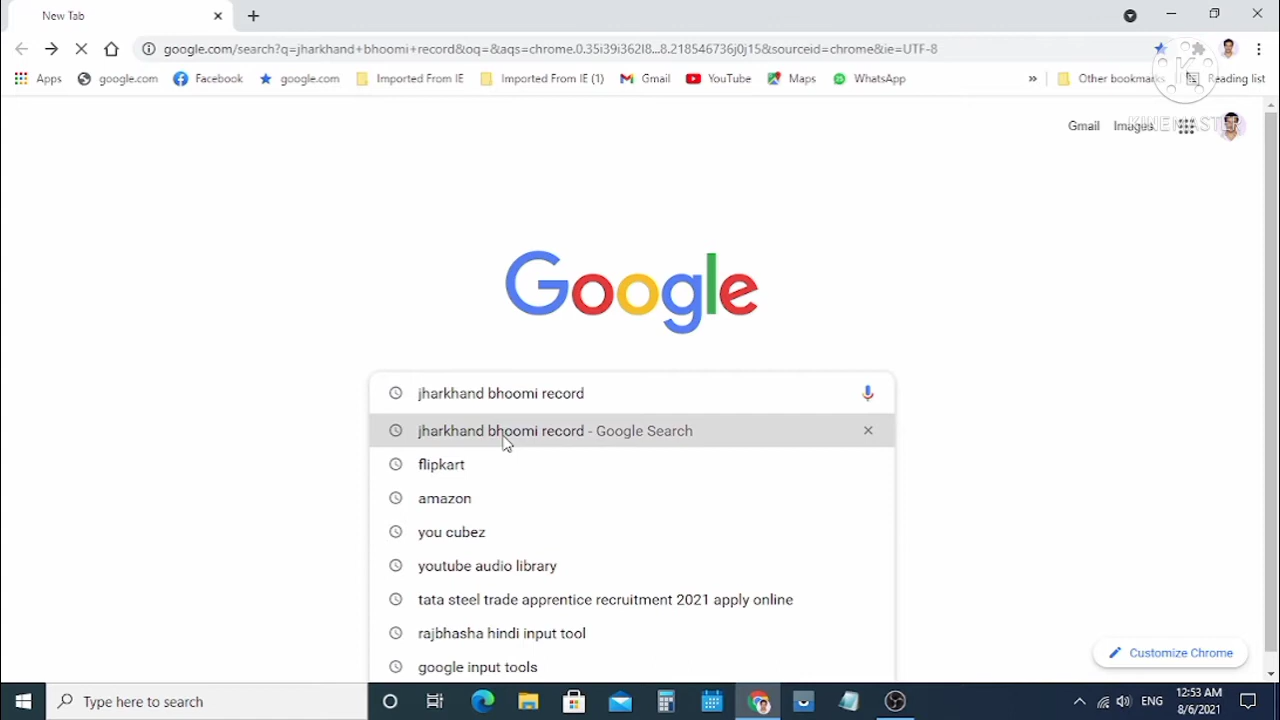 New Tab
google.com/search?q=jharkhand+bhoomi+record&oq=&aqs=chrome.0.35i39i362l8...8.218546736j0j15&sourceid=chrome&ie=UTF-8
Apps google.com Facebook google.com Imported From IE Imported From IE (1) Gmail YouTube Maps WhatsApp » Other bookmarks Reading list
Gmail Images
KINEMASTER
Google
jharkhand bhoomi record
jharkhand bhoomi record - Google Search
flipkart
amazon
you cubez
youtube audio library
tata steel trade apprentice recruitment 2021 apply online
rajbhasha hindi input tool
google input tools
Customize Chrome
Type here to search
ENG
12:53 AM
8/6/2021